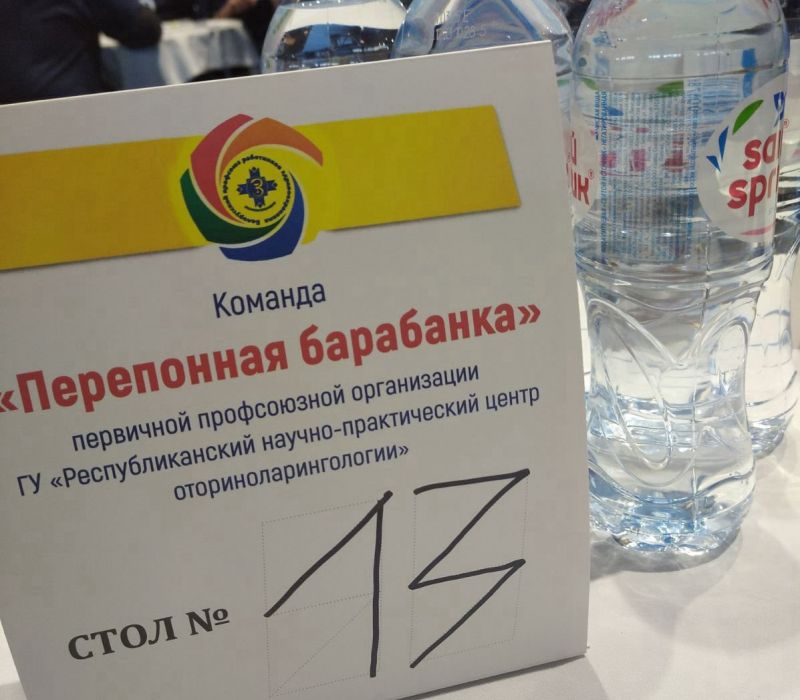 Команда
«Перепонная барабанка»
первичной профсоюзной организации
ГУ «Республиканский научно-практический центр
оториноларингологии»
СТОЛ № 13